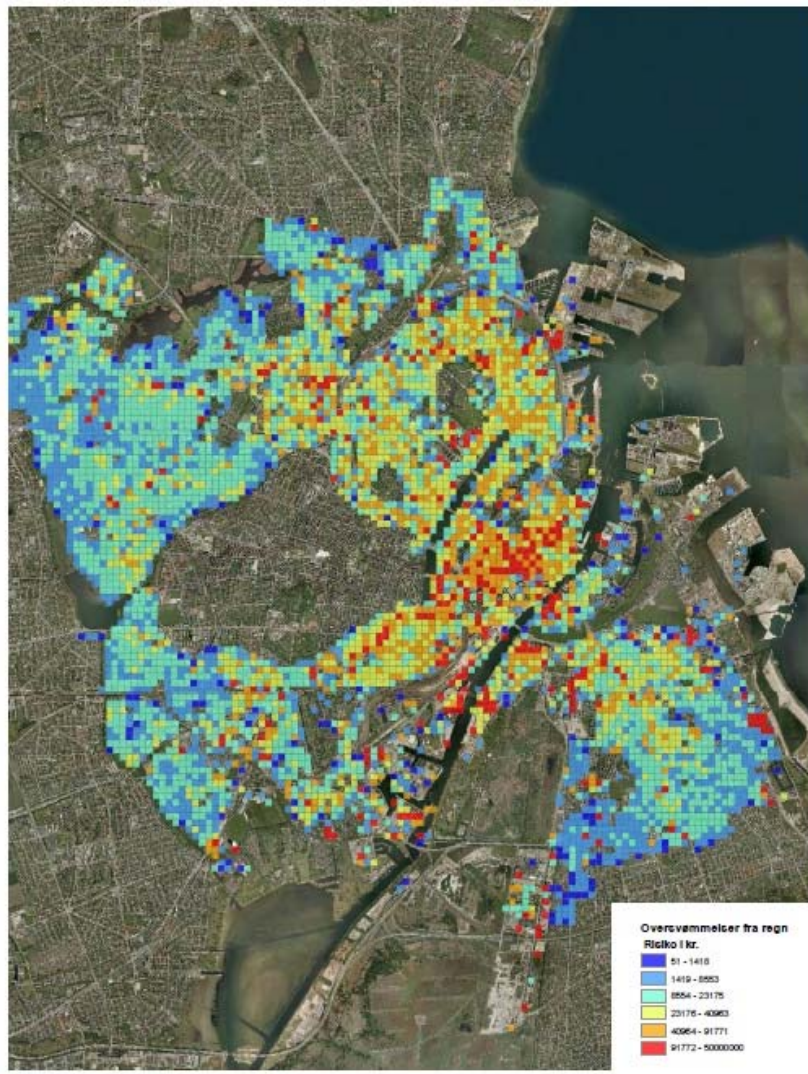 Oversvømmelser fra regn
Risiko i kr.
51 - 1418
1419 - 8553
8554 - 23175
23176 - 40963
40964 - 91771
91772 - 50000000